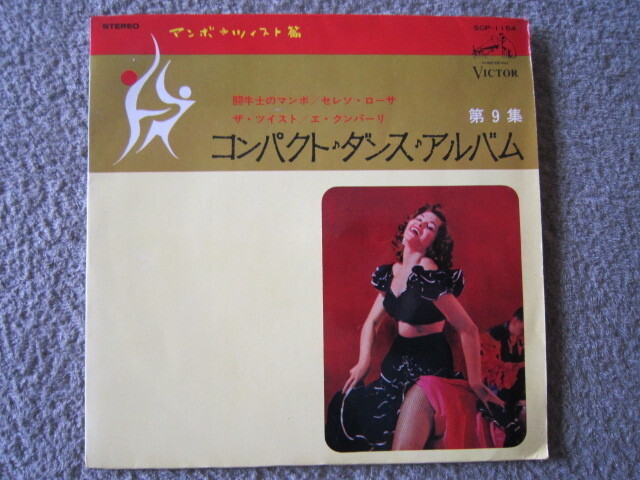 STEREO
マンボ・ツイスト篇
SCP-1154
VICTOR
闘牛士のマンボ/セレソ・ローサ
ザ・ツイスト/エ・クンバーリ
第9集
コンパクト♪ダンス♪アルバム